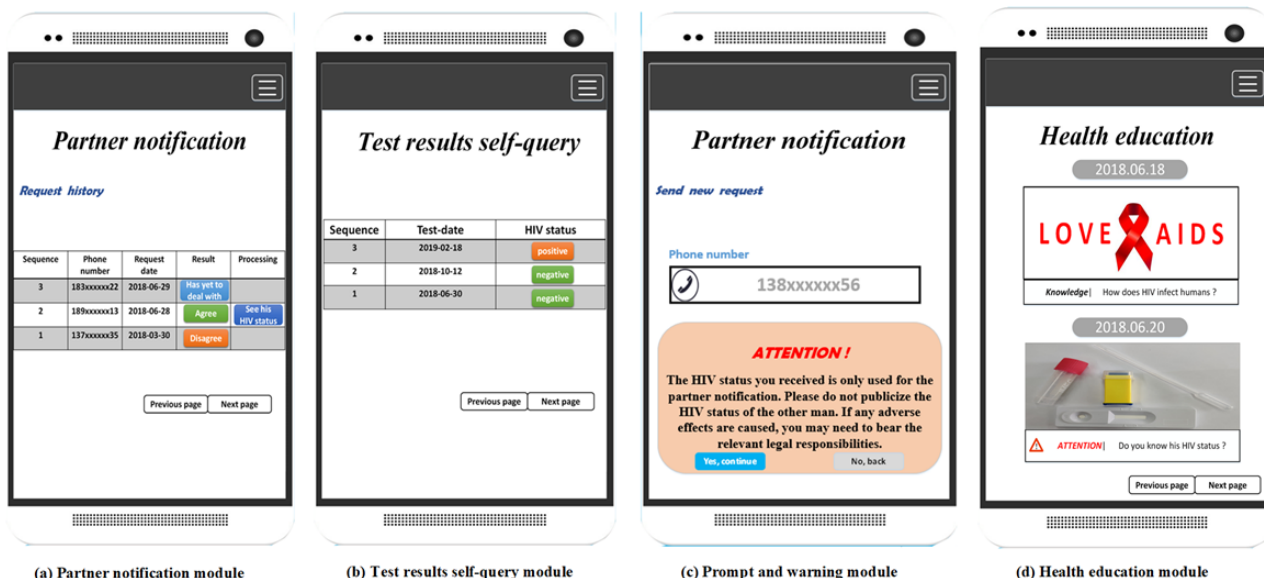 Partner notification
Request history
Sequence Phone number Request date Result Processing
3 183xxxxxx22 2018-06-29 Has yet to deal with
2 189xxxxxx13 2018-06-28 Agree See his HIV status
1 137xxxxxx35 2018-03-30 Disagree
Previous page Next page
(a) Partner notification module
Test results self-query
Sequence Test-date HIV status
3 2019-02-18 positive
2 2018-10-12 negative
1 2018-06-30 negative
Previous page Next page
(b) Test results self-query module
Partner notification
Send new request
Phone number
138xxxxxx56
ATTENTION !
The HIV status you received is only used for the
partner notification. Please do not publicize the
HIV status of the other man. If any adverse
effects are caused, you may need to bear the
relevant legal responsibilities.
Yes, continue No, back
(c) Prompt and warning module
Health education
2018.06.18
LOVE AIDS
Knowledge| How does HIV infect humans ?
2018.06.20
ATTENTION| Do you know his HIV status ?
Previous page Next page
(d) Health education module